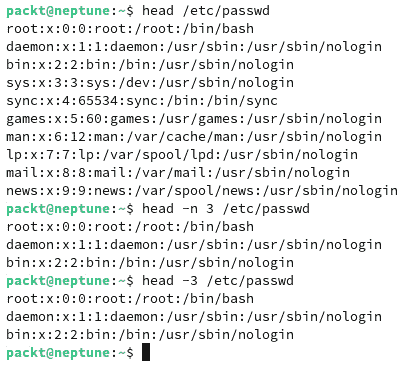 packt@neptune:~$ head /etc/passwd
root:x:0:0:root:/root:/bin/bash
daemon:x:1:1:daemon:/usr/sbin:/usr/sbin/nologin
bin:x:2:2:bin:/bin:/usr/sbin/nologin
sys:x:3:3:sys:/dev:/usr/sbin/nologin
sync:x:4:65534:sync:/bin:/bin/sync
games:x:5:60:games:/usr/games:/usr/sbin/nologin
man:x:6:12:man:/var/cache/man:/usr/sbin/nologin
lp:x:7:7:lp:/var/spool/lpd:/usr/sbin/nologin
mail:x:8:8:mail:/var/mail:/usr/sbin/nologin
news:x:9:9:news:/var/spool/news:/usr/sbin/nologin
packt@neptune:~$ head -n 3 /etc/passwd
root:x:0:0:root:/root:/bin/bash
daemon:x:1:1:daemon:/usr/sbin:/usr/sbin/nologin
bin:x:2:2:bin:/bin:/usr/sbin/nologin
packt@neptune:~$ head -3 /etc/passwd
root:x:0:0:root:/root:/bin/bash
daemon:x:1:1:daemon:/usr/sbin:/usr/sbin/nologin
bin:x:2:2:bin:/bin:/usr/sbin/nologin
packt@neptune:~$